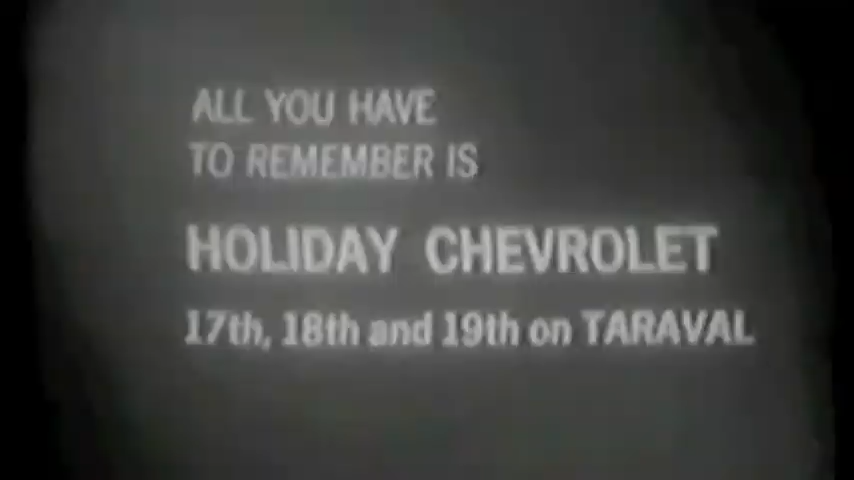 ALL YOU HAVE
TO REMEMBER IS
HOLIDAY CHEVROLET
17th, 18th and 19th on TARAVAL